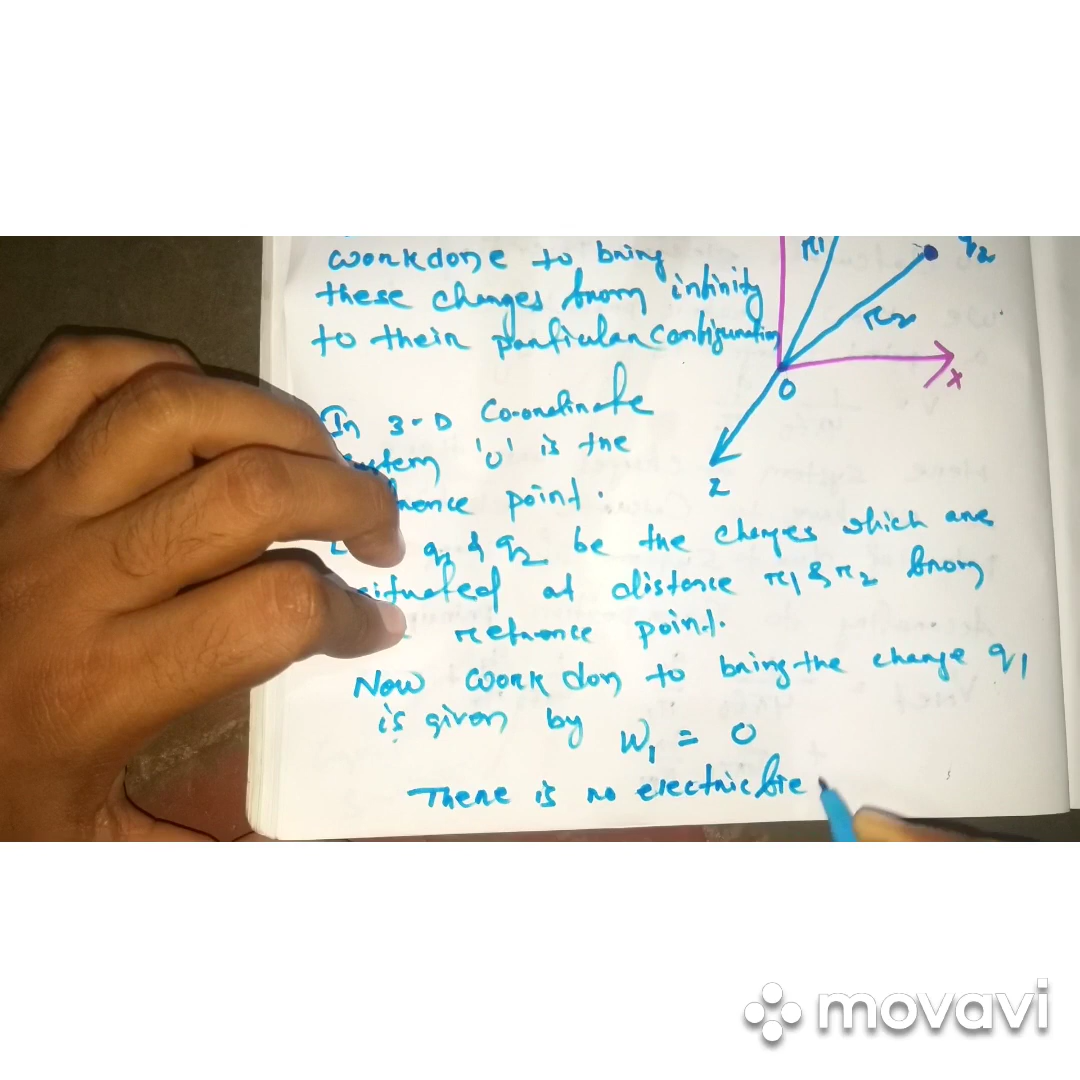 workdone to bring
these charges from infinity
to their particular configuration
r1
q2
r2
x
O
z
In 3-D Co-ordinate
'O' is the
point.
q1 & q2 be the charges which are
situated at distance r1 & r2 from
refrence point.
Now work don to bring the charge q1
is given by W1 = 0
There is no electric fie
movavi